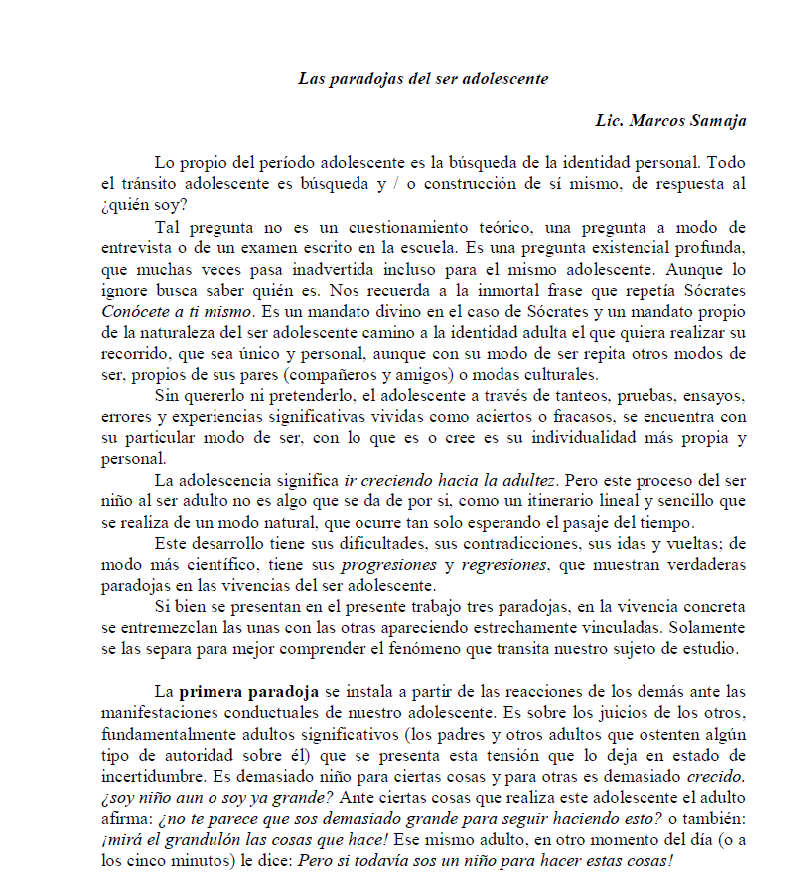 Las paradojas del ser adolescente
Lic. Marcos Samaja
Lo propio del período adolescente es la búsqueda de la identidad personal. Todo
el tránsito adolescente es búsqueda y / o construcción de sí mismo, de respuesta al
¿quién soy?
Tal pregunta no es un cuestionamiento teórico, una pregunta a modo de
entrevista o de un examen escrito en la escuela. Es una pregunta existencial profunda,
que muchas veces pasa inadvertida incluso para el mismo adolescente. Aunque lo
ignore busca saber quién es. Nos recuerda a la inmortal frase que repetía Sócrates
Conócete a ti mismo. Es un mandato divino en el caso de Sócrates y un mandato propio
de la naturaleza del ser adolescente camino a la identidad adulta el que quiera realizar su
recorrido, que sea único y personal, aunque con su modo de ser repita otros modos de
ser, propios de sus pares (compañeros y amigos) o modas culturales.
Sin quererlo ni pretenderlo, el adolescente a través de tanteos, pruebas, ensayos,
errores y experiencias significativas vividas como aciertos o fracasos, se encuentra con
su particular modo de ser, con lo que es o cree es su individualidad más propia y
personal.
La adolescencia significa ir creciendo hacia la adultez. Pero este proceso del ser
niño al ser adulto no es algo que se da de por si, como un itinerario lineal y sencillo que
se realiza de un modo natural, que ocurre tan solo esperando el pasaje del tiempo.
Este desarrollo tiene sus dificultades, sus contradicciones, sus idas y vueltas; de
modo más científico, tiene sus progresiones y regresiones, que muestran verdaderas
paradojas en las vivencias del ser adolescente.
Si bien se presentan en el presente trabajo tres paradojas, en la vivencia concreta
se entremezclan las unas con las otras apareciendo estrechamente vinculadas. Solamente
se las separa para mejor comprender el fenómeno que transita nuestro sujeto de estudio.
La primera paradoja se instala a partir de las reacciones de los demás ante las
manifestaciones conductuales de nuestro adolescente. Es sobre los juicios de los otros,
fundamentalmente adultos significativos (los padres y otros adultos que ostenten algún
tipo de autoridad sobre él) que se presenta esta tensión que lo deja en estado de
incertidumbre. Es demasiado niño para ciertas cosas y para otras es demasiado crecido.
¿soy niño aun o soy ya grande? Ante ciertas cosas que realiza este adolescente el adulto
afirma: ¿no te parece que sos demasiado grande para seguir haciendo esto? o también:
¡mirá el grandulón las cosas que hace! Ese mismo adulto, en otro momento del día (o a
los cinco minutos) le dice: Pero si todavía sos un niño para hacer estas cosas!